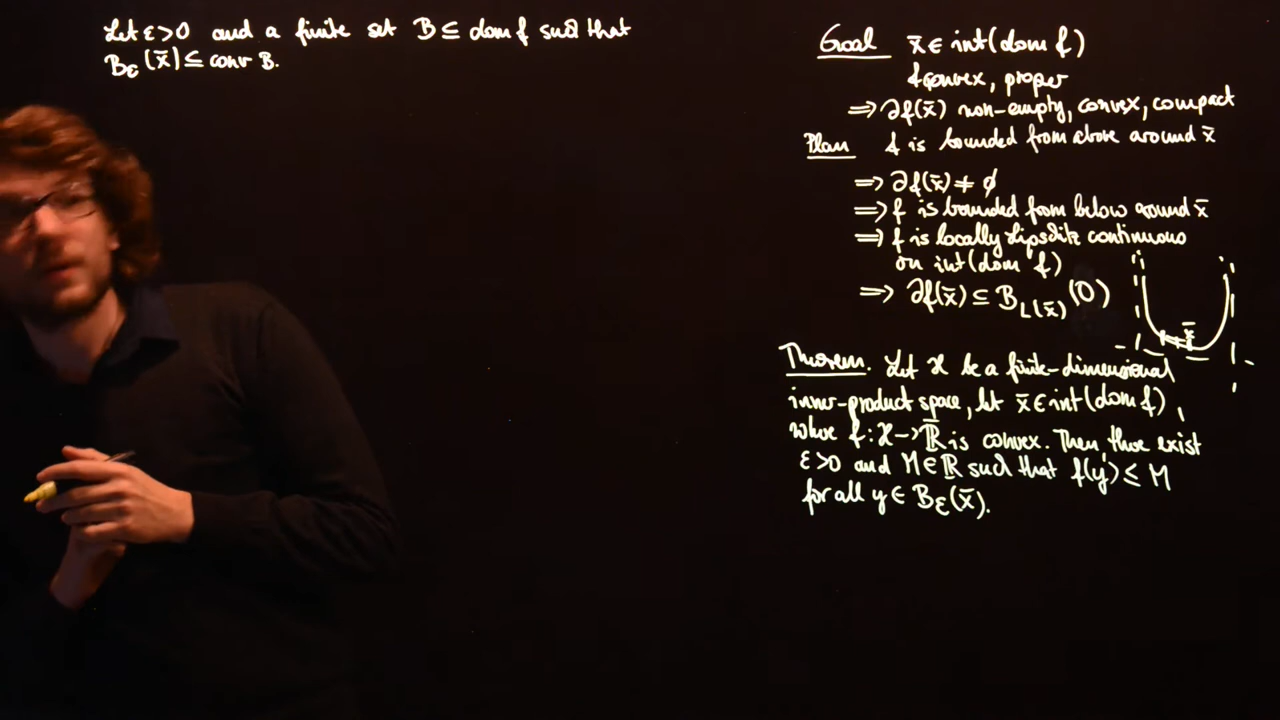 Let ε>0 and a finite set B ⊆ dom f such that
B_ε(x̄) ⊆ conv B.
Goal x̄ ∈ int(dom f)
f convex, proper
⇒ ∂f(x̄) non-empty, convex, compact
Plan f is bounded from above around x̄
⇒ ∂f(x̄) ≠ ∅
⇒ f is bounded from below around x̄
⇒ f is locally Lipschitz continuous
on int(dom f)
⇒ ∂f(x̄) ⊆ B_{L(x̄)}(0)
x̄
Theorem. Let X be a finite-dimensional
inner-product space, let x̄ ∈ int(dom f),
where f: X → R̄ is convex. Then there exist
ε>0 and M ∈ ℝ such that f(y) ≤ M
for all y ∈ B_ε(x̄).